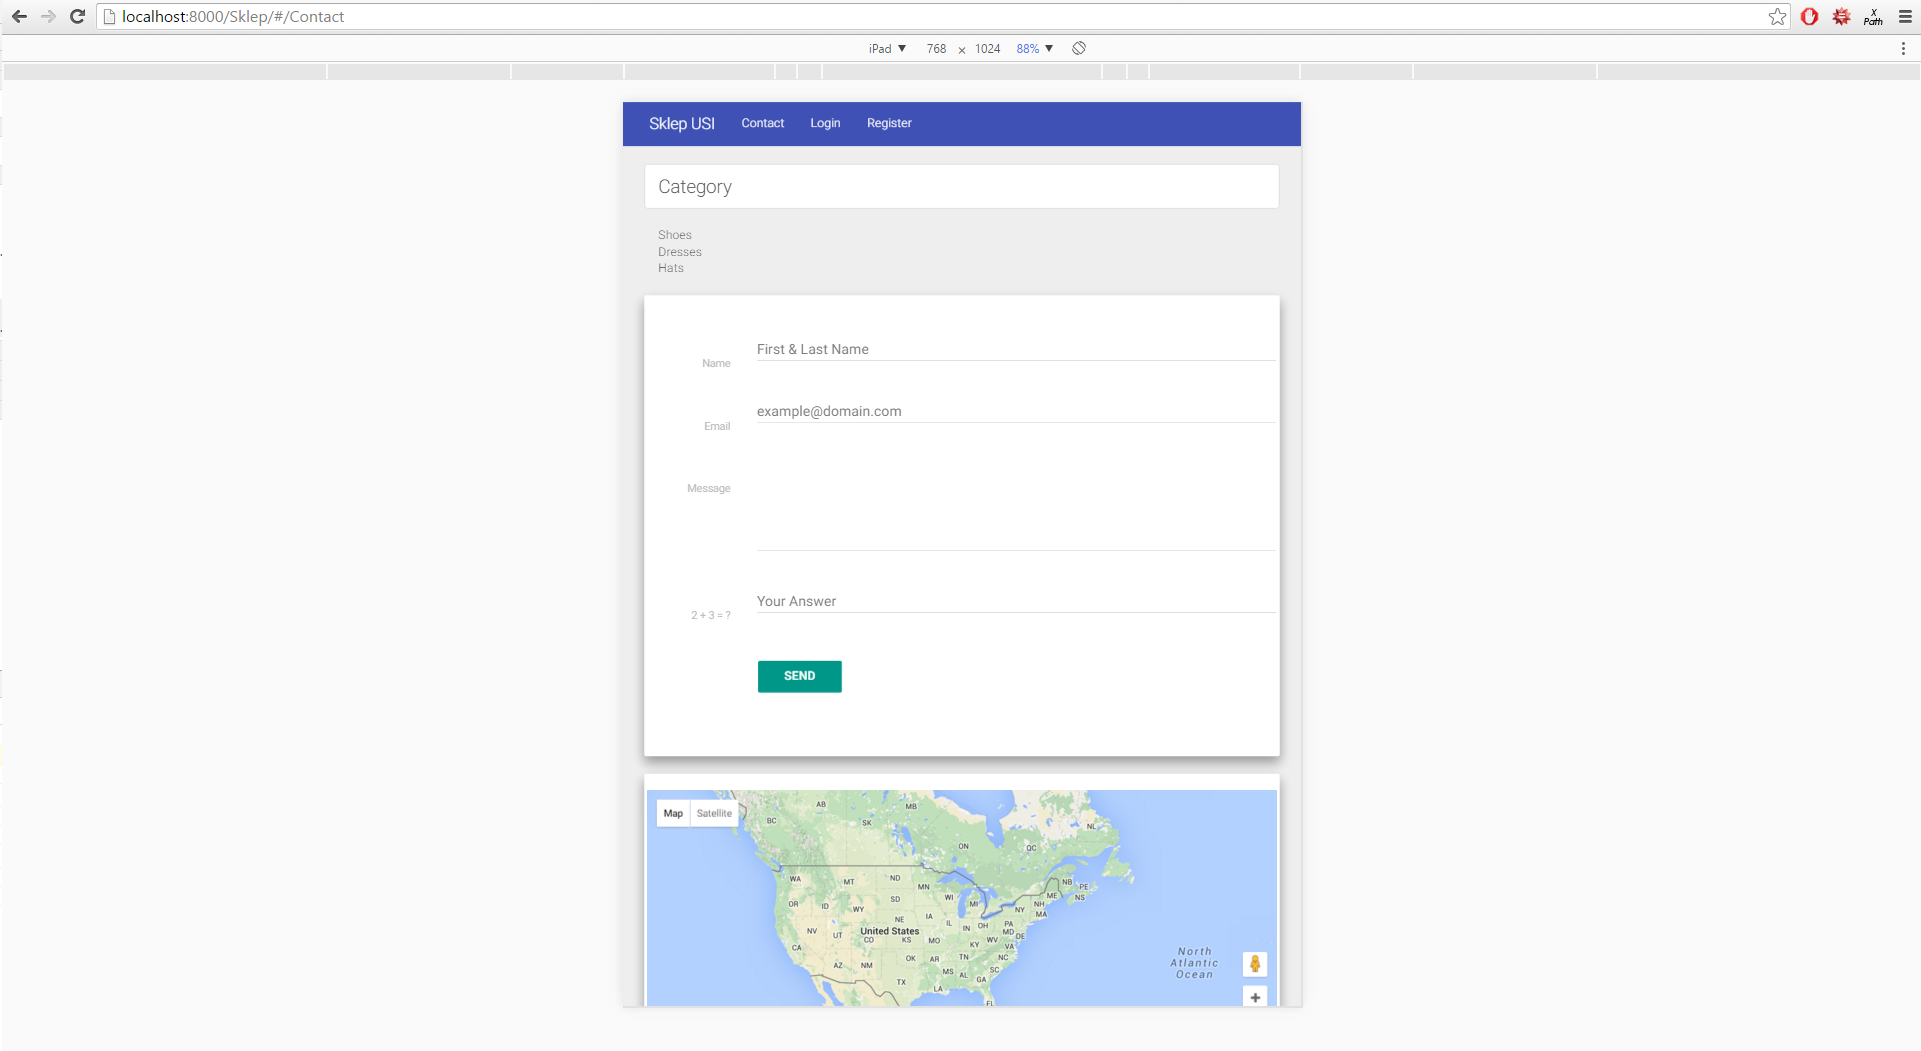 localhost:8000/Sklep/#/Contact
X
Path
iPad ▼ 768 × 1024 88% ▼
Sklep USI Contact Login Register
Category
Shoes
Dresses
Hats
First & Last Name
Name
example@domain.com
Email
Message
Your Answer
2 + 3 = ?
SEND
Map Satellite
AB
MB
BC
SK
NL
ON
QC
WA
MT
ND
MN
NB
PE
NS
ME
OR
ID
WY
SD
WI
MI
NY
NH
MA
NE
IA
IL
IN
OH
PA
NV
UT
United States
CO
KS
MO
KY
WV
MD
DE
VA
CA
AZ
NM
OK
AR
TN
NC
MS
AL
GA
SC
TX
LA
FL
North
Atlantic
Ocean
+